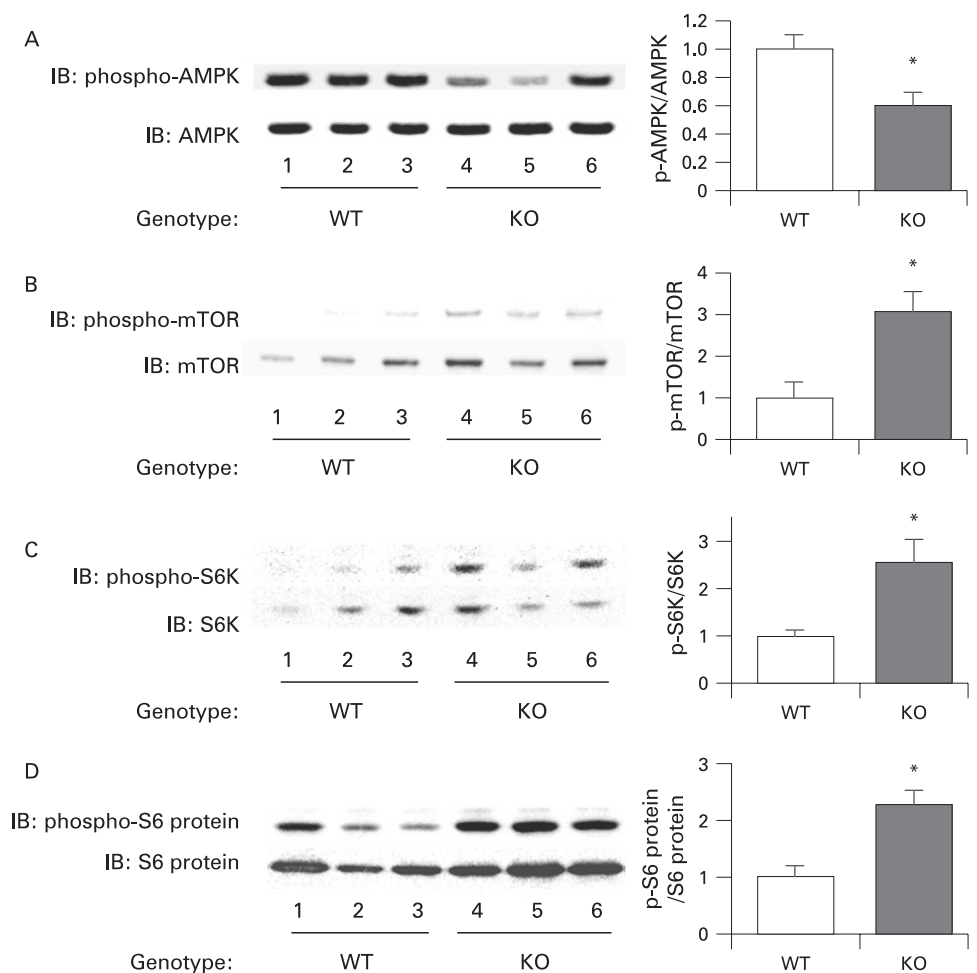 A
IB: phospho-AMPK
IB: AMPK
1 2 3 4 5 6
Genotype: WT KO
p-AMPK/AMPK
1.2
1.0
0.8
0.6
0.4
0.2
0
*
WT KO
B
IB: phospho-mTOR
IB: mTOR
1 2 3 4 5 6
Genotype: WT KO
p-mTOR/mTOR
4
3
2
1
0
*
WT KO
C
IB: phospho-S6K
IB: S6K
1 2 3 4 5 6
Genotype: WT KO
p-S6K/S6K
3
2
1
0
*
WT KO
D
IB: phospho-S6 protein
IB: S6 protein
1 2 3 4 5 6
Genotype: WT KO
p-S6 protein
/S6 protein
3
2
1
0
*
WT KO